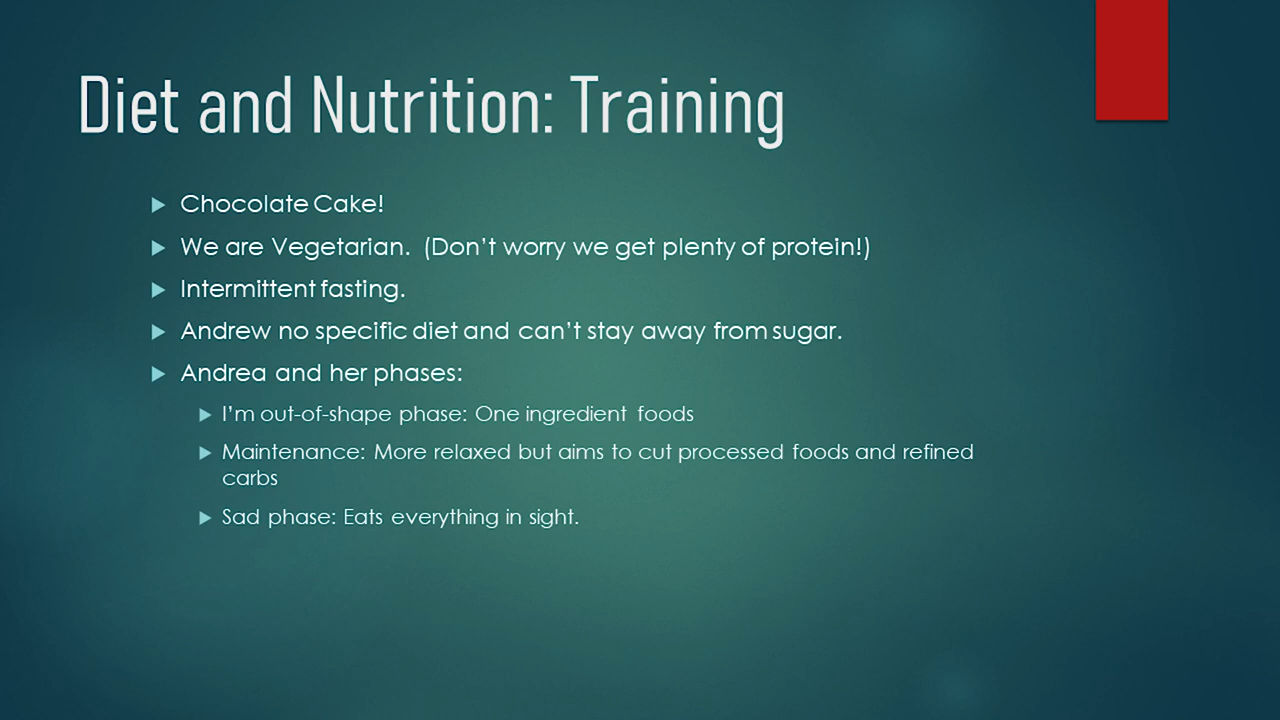 Diet and Nutrition: Training
Chocolate Cake!
We are Vegetarian. (Don't worry we get plenty of protein!)
Intermittent fasting.
Andrew no specific diet and can't stay away from sugar.
Andrea and her phases:
I'm out-of-shape phase: One ingredient foods
Maintenance: More relaxed but aims to cut processed foods and refined
carbs
Sad phase: Eats everything in sight.